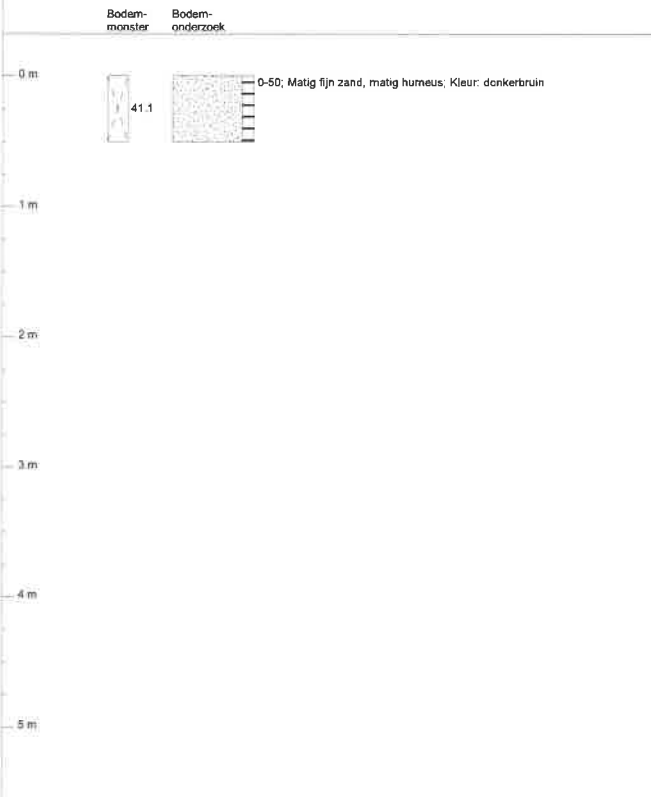 Bodem-
monster
Bodem-
onderzoek
0 m
0-50; Matig fijn zand, matig humeus; Kleur: donkerbruin
41.1
1 m
2 m
3 m
4 m
5 m